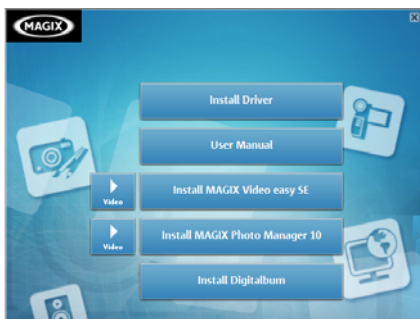 MAGIX
Install Driver
User Manual
Video
Install MAGIX Video easy SE
Video
Install MAGIX Photo Manager 10
Install Digitalbum